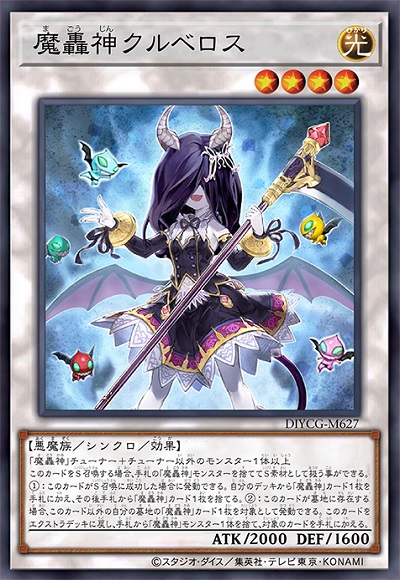 魔轟神クルベロス
光
DIYCG-M627
【悪魔族／シンクロ／効果】
「魔轟神」チューナー＋チューナー以外のモンスター1体以上
このカードをS召喚する場合、手札の「魔轟神」モンスターを捨ててS素材として扱う事ができる。
①：このカードがS召喚に成功した場合に発動できる。自分のデッキから「魔轟神」カード1枚を
手札に加え、その後手札から「魔轟神」カード1枚を捨てる。②：このカードが墓地に存在する
場合、このカード以外の自分の墓地の「魔轟神」カード1枚を対象として発動できる。このカードを
エクストラデッキに戻し、手札から「魔轟神」モンスター1体を捨て、対象のカードを手札に加える。
ATK/2000 DEF/1600
©スタジオ・ダイス／集英社・テレビ東京・KONAMI